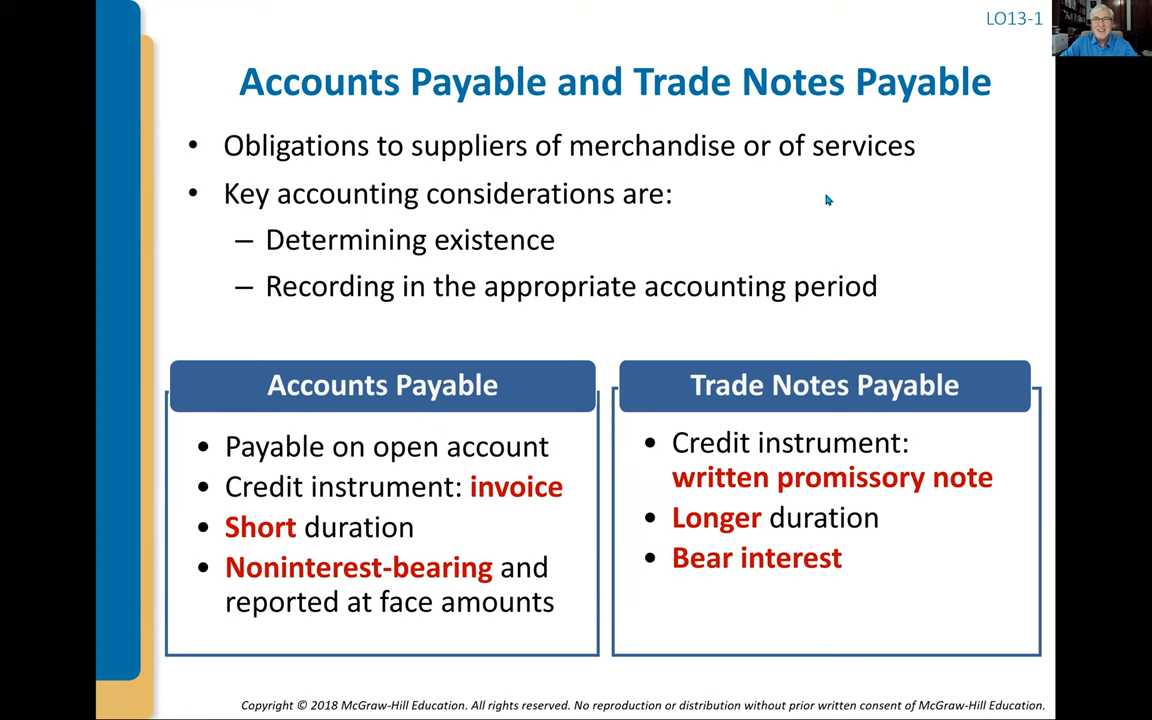 LO13-1
Accounts Payable and Trade Notes Payable
• Obligations to suppliers of merchandise or of services
• Key accounting considerations are:
– Determining existence
– Recording in the appropriate accounting period
Accounts Payable
• Payable on open account
• Credit instrument: invoice
• Short duration
• Noninterest-bearing and
reported at face amounts
Trade Notes Payable
• Credit instrument:
written promissory note
• Longer duration
• Bear interest
Copyright © 2018 McGraw-Hill Education. All rights reserved. No reproduction or distribution without prior written consent of McGraw-Hill Education.